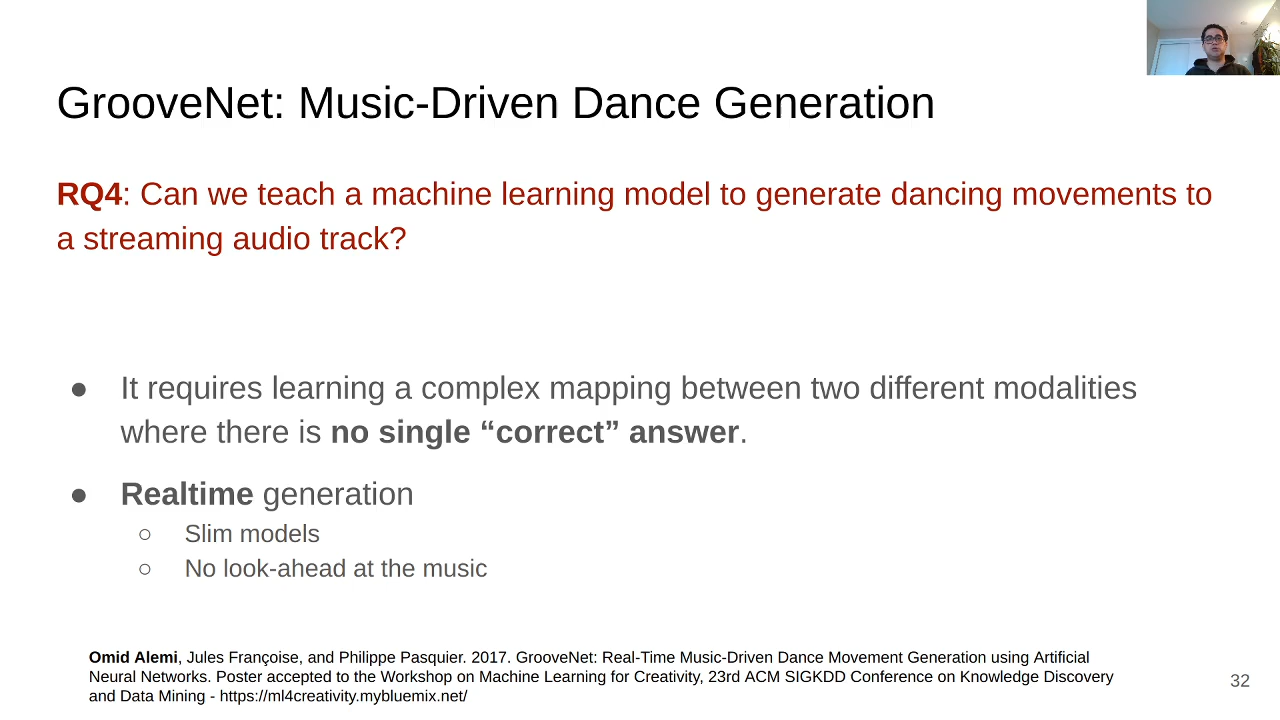 GrooveNet: Music-Driven Dance Generation
RQ4: Can we teach a machine learning model to generate dancing movements to
a streaming audio track?
● It requires learning a complex mapping between two different modalities
where there is no single “correct” answer.
● Realtime generation
○ Slim models
○ No look-ahead at the music
Omid Alemi, Jules Françoise, and Philippe Pasquier. 2017. GrooveNet: Real-Time Music-Driven Dance Movement Generation using Artificial
Neural Networks. Poster accepted to the Workshop on Machine Learning for Creativity, 23rd ACM SIGKDD Conference on Knowledge Discovery
and Data Mining - https://ml4creativity.mybluemix.net/
32